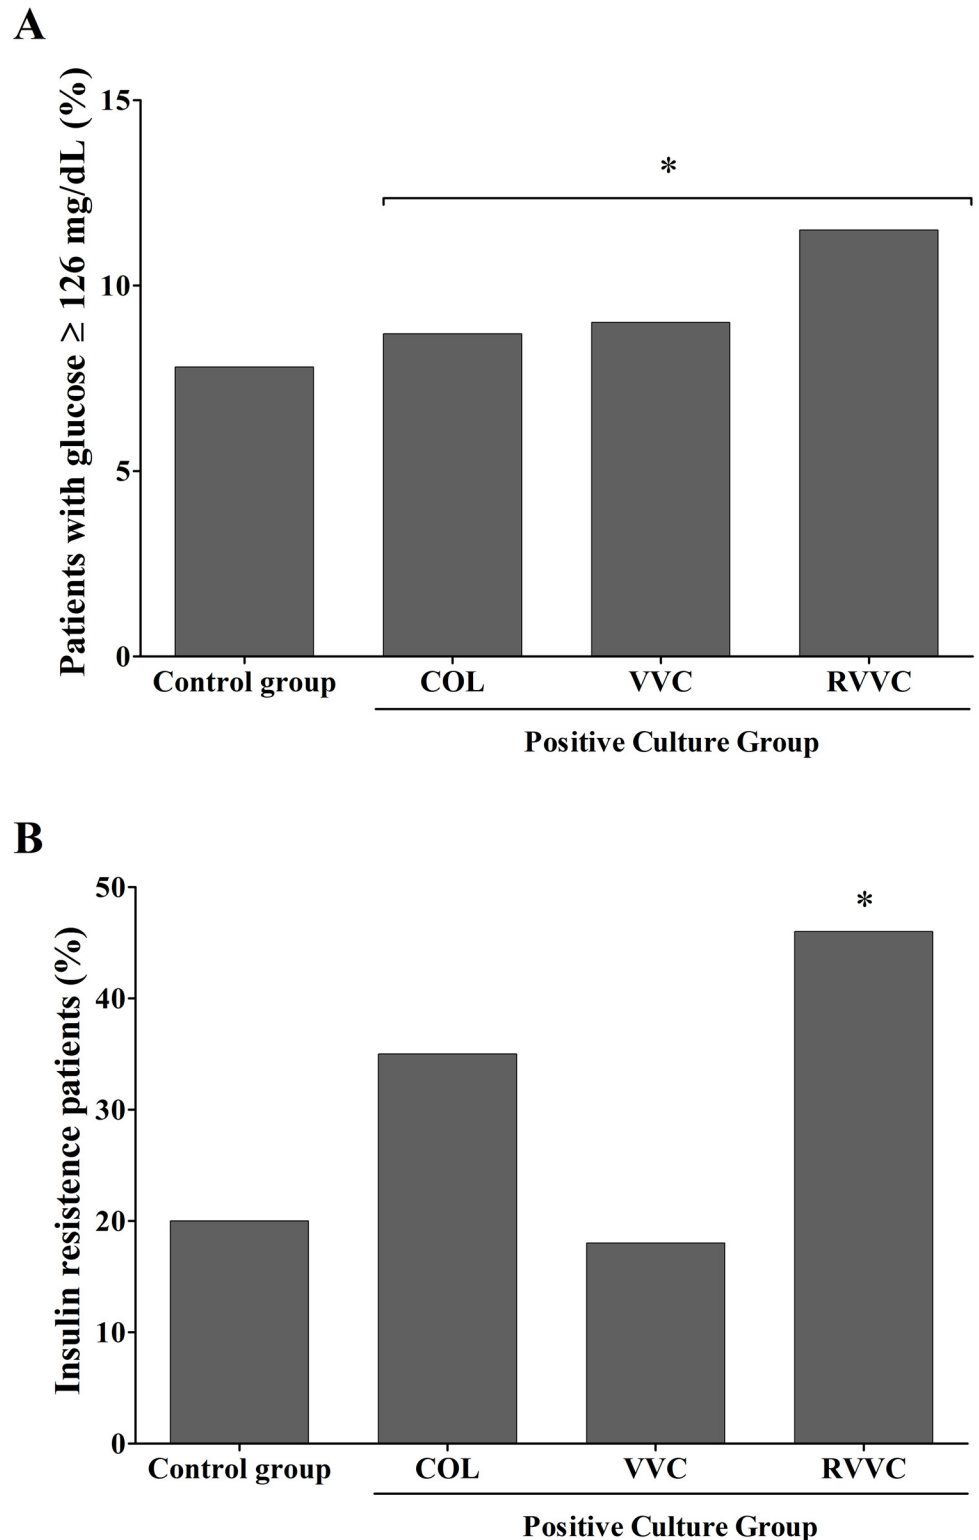 A
Patients with glucose ≥ 126 mg/dL (%)
15
10
5
0
*
Control group
COL
VVC
RVVC
Positive Culture Group
B
Insulin resistence patients (%)
50
40
30
20
10
0
*
Control group
COL
VVC
RVVC
Positive Culture Group